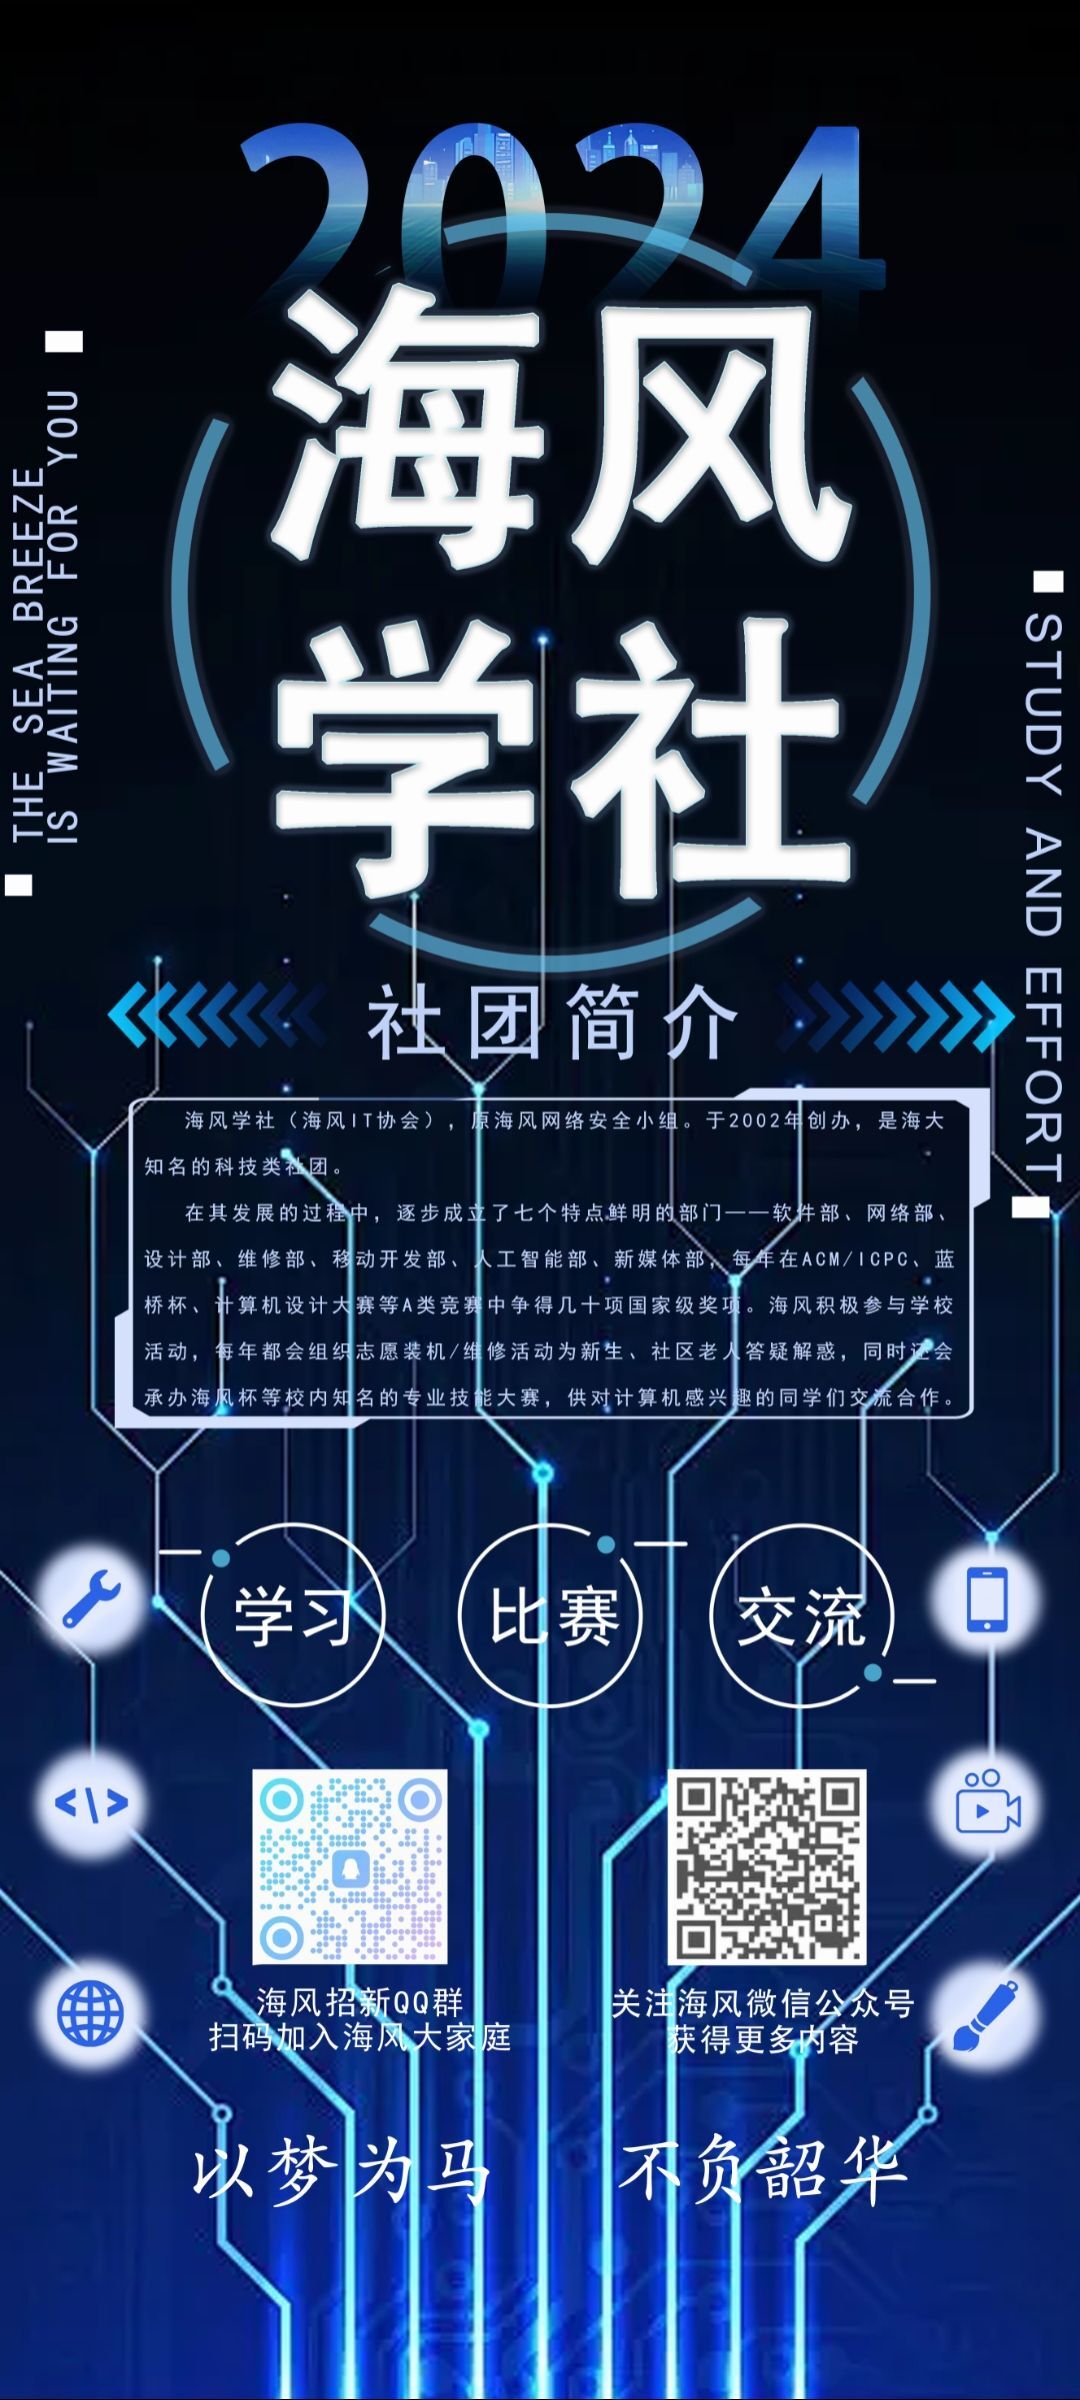 2024
海风
学社
THE SEA BREEZE
IS WAITING FOR YOU
STUDY AND EFFORT
社团简介
海风学社（海风IT协会），原海风网络安全小组。于2002年创办，是海大
知名的科技类社团。
在其发展的过程中，逐步成立了七个特点鲜明的部门——软件部、网络部、
设计部、维修部、移动开发部、人工智能部、新媒体部，每年在ACM/ICPC、蓝
桥杯、计算机设计大赛等A类竞赛中争得几十项国家级奖项。海风积极参与学校
活动，每年都会组织志愿装机/维修活动为新生、社区老人答疑解惑，同时还会
承办海风杯等校内知名的专业技能大赛，供对计算机感兴趣的同学们交流合作。
学习
比赛
交流
海风招新QQ群
扫码加入海风大家庭
关注海风微信公众号
获得更多内容
以梦为马 不负韶华